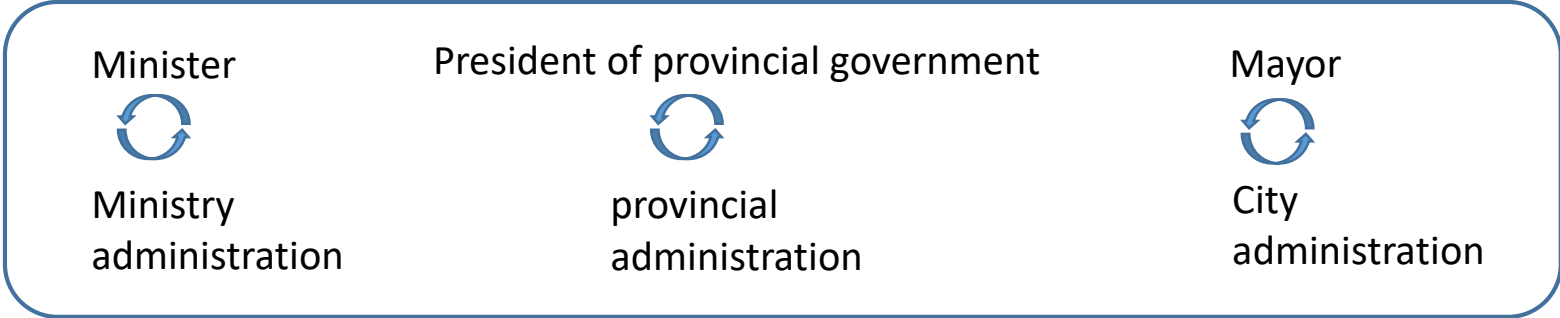 Minister
President of provincial government
Mayor
Ministry
administration
provincial
administration
City
administration